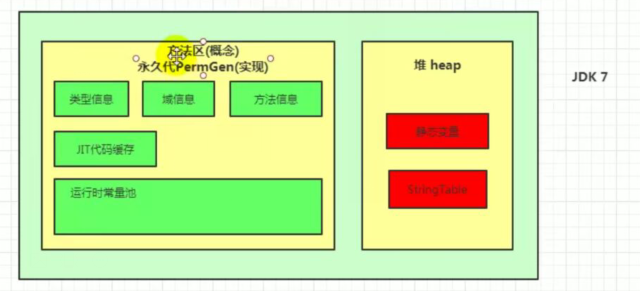 方法区(概念)
永久代PermGen(实现)
类型信息
域信息
方法信息
JIT代码缓存
运行时常量池
堆 heap
静态变量
StringTable
JDK 7